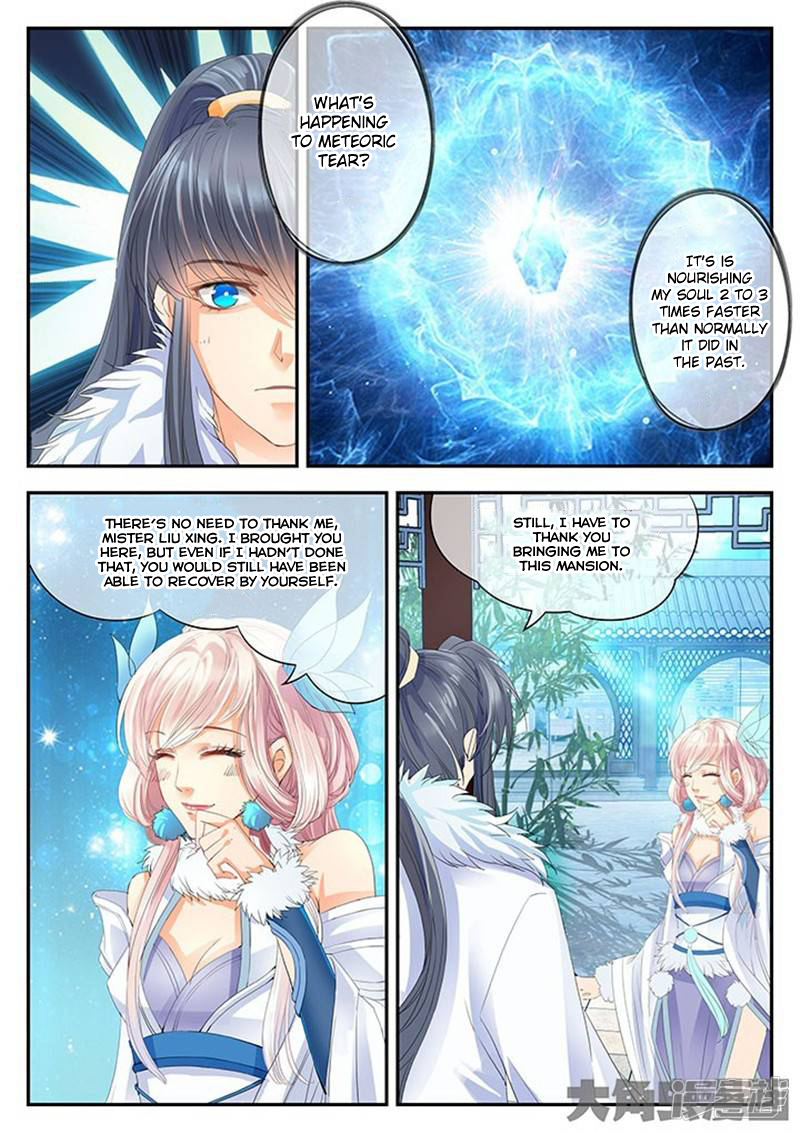 WHAT'S
HAPPENING
TO METEORIC
TEAR?
IT'S IS
NOURISHING
MY SOUL 2 TO 3
TIMES FASTER
THAN NORMALLY
IT DID IN
THE PAST.
THERE'S NO NEED TO THANK ME,
MISTER LIU XING. I BROUGHT YOU
HERE, BUT EVEN IF I HADN'T DONE
THAT, YOU WOULD STILL HAVE BEEN
ABLE TO RECOVER BY YOURSELF.
STILL, I HAVE TO
THANK YOU
BRINGING ME TO
THIS MANSION.
大角